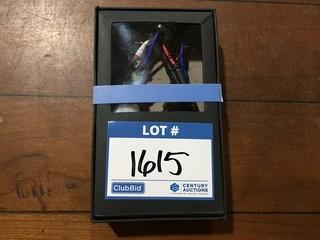 LOT #
1615
ClubBid
CENTURY
AUCTIONS